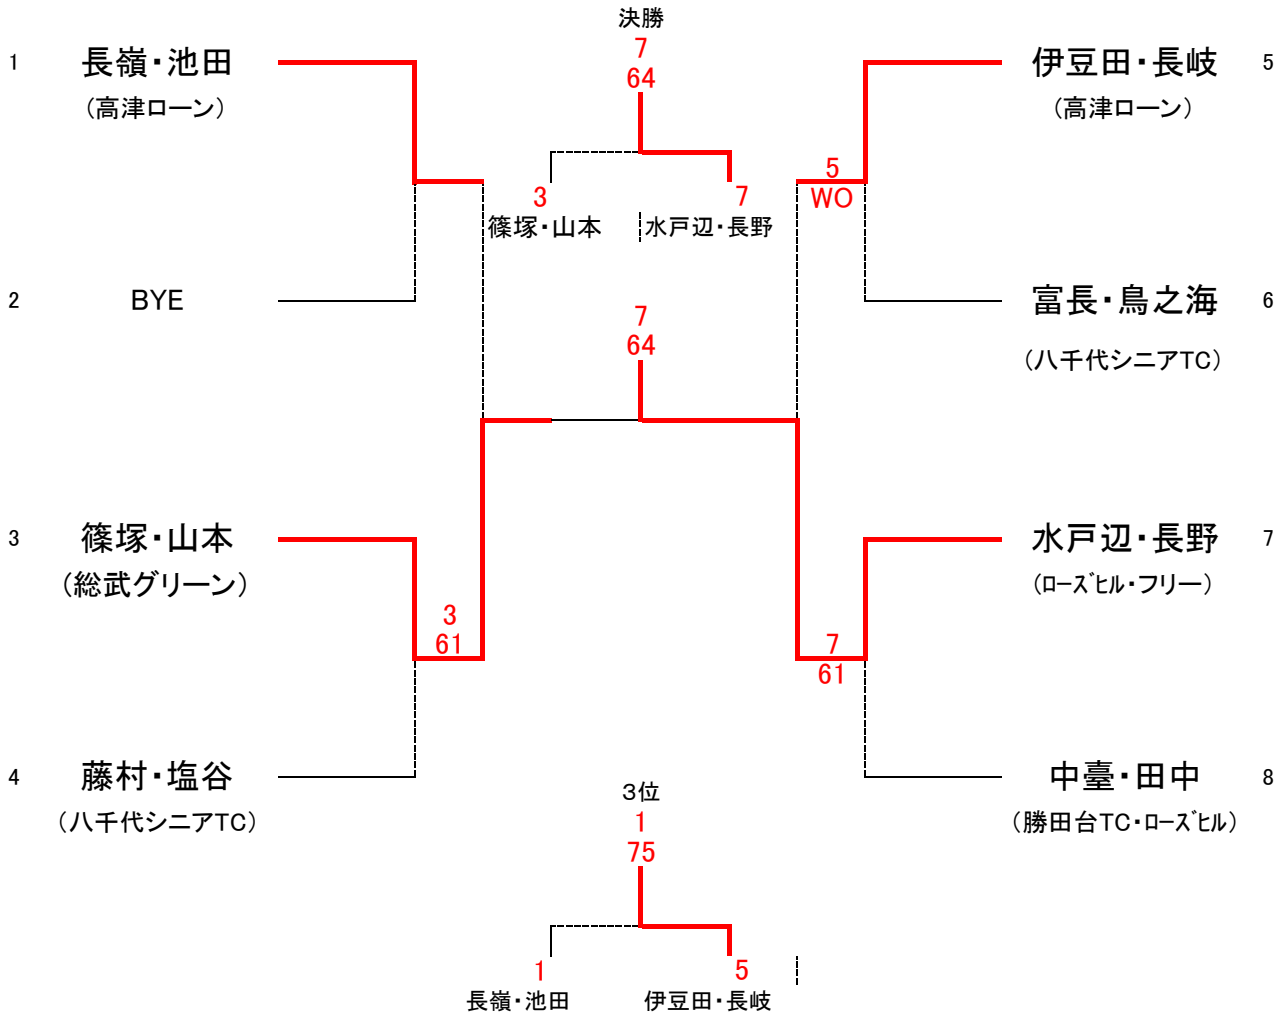 決勝
7
64
1 長嶺・池田
(高津ローン)
伊豆田・長岐 5
(高津ローン)
3
篠塚・山本
7
水戸辺・長野
5
WO
2 BYE
富長・鳥之海 6
(八千代シニアTC)
7
64
3 篠塚・山本
(総武グリーン)
水戸辺・長野 7
(ローズヒル・フリー)
3
61
7
61
4 藤村・塩谷
(八千代シニアTC)
中臺・田中 8
(勝田台TC・ローズヒル)
3位
1
75
1
長嶺・池田
5
伊豆田・長岐